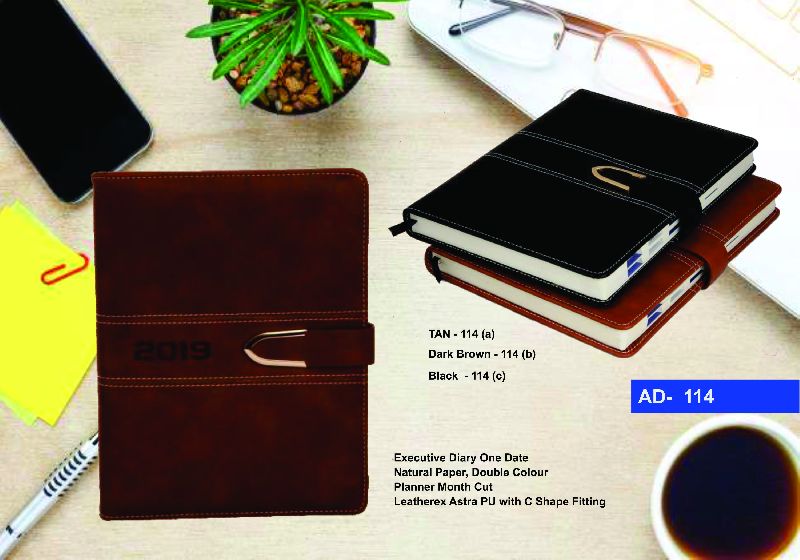 2019
TAN - 114 (a)
Dark Brown - 114 (b)
Black - 114 (c)
AD- 114
Executive Diary One Date
Natural Paper, Double Colour
Planner Month Cut
Leatherex Astra PU with C Shape Fitting